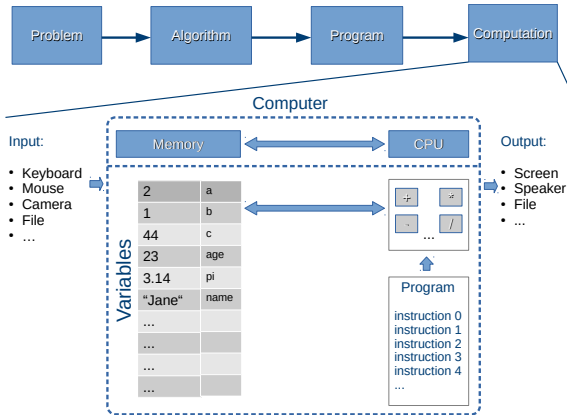 Problem
Algorithm
Program
Computation
Computer
Input:
• Keyboard
• Mouse
• Camera
• File
• ...
Memory
CPU
Output:
• Screen
• Speaker
• File
• ...
Variables
2 a
1 b
44 c
23 age
3.14 pi
“Jane“ name
...
...
...
...
+ *
- /
...
Program
instruction 0
instruction 1
instruction 2
instruction 3
instruction 4
...